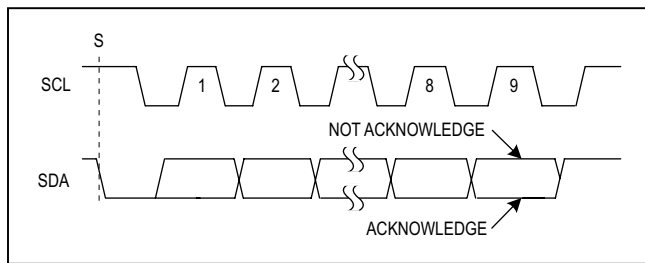 S
SCL 1 2 8 9
NOT ACKNOWLEDGE
SDA
ACKNOWLEDGE